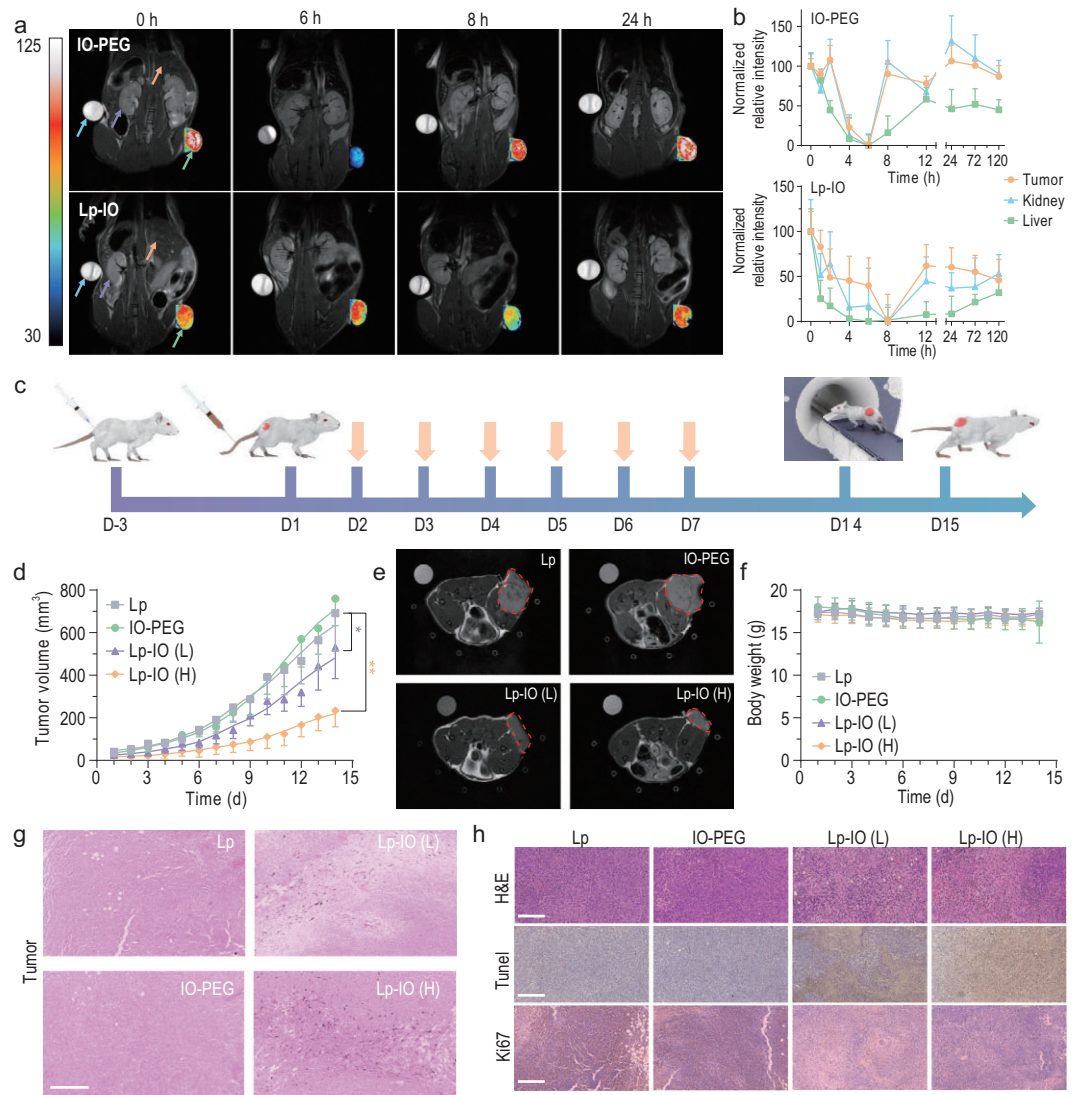 a
0 h
6 h
8 h
24 h
125
30
IO-PEG
Lp-IO
b
IO-PEG
Normalized
relative intensity
150
100
50
0
0
4
8
12
24
72
120
Time (h)
Tumor
Kidney
Liver
Lp-IO
Normalized
relative intensity
150
100
50
0
0
4
8
12
24
72
120
Time (h)
c
D-3
D1
D2
D3
D4
D5
D6
D7
D1 4
D15
d
Tumor volume (mm³)
800
600
400
200
0
0
3
6
9
12
15
Time (d)
Lp
IO-PEG
Lp-IO (L)
Lp-IO (H)
*
**
e
Lp
IO-PEG
Lp-IO (L)
Lp-IO (H)
f
Body weight (g)
20
15
10
5
0
0
3
6
9
12
15
Time (d)
Lp
IO-PEG
Lp-IO (L)
Lp-IO (H)
g
Tumor
Lp
Lp-IO (L)
IO-PEG
Lp-IO (H)
h
Lp
IO-PEG
Lp-IO (L)
Lp-IO (H)
H&E
Tunel
Ki67